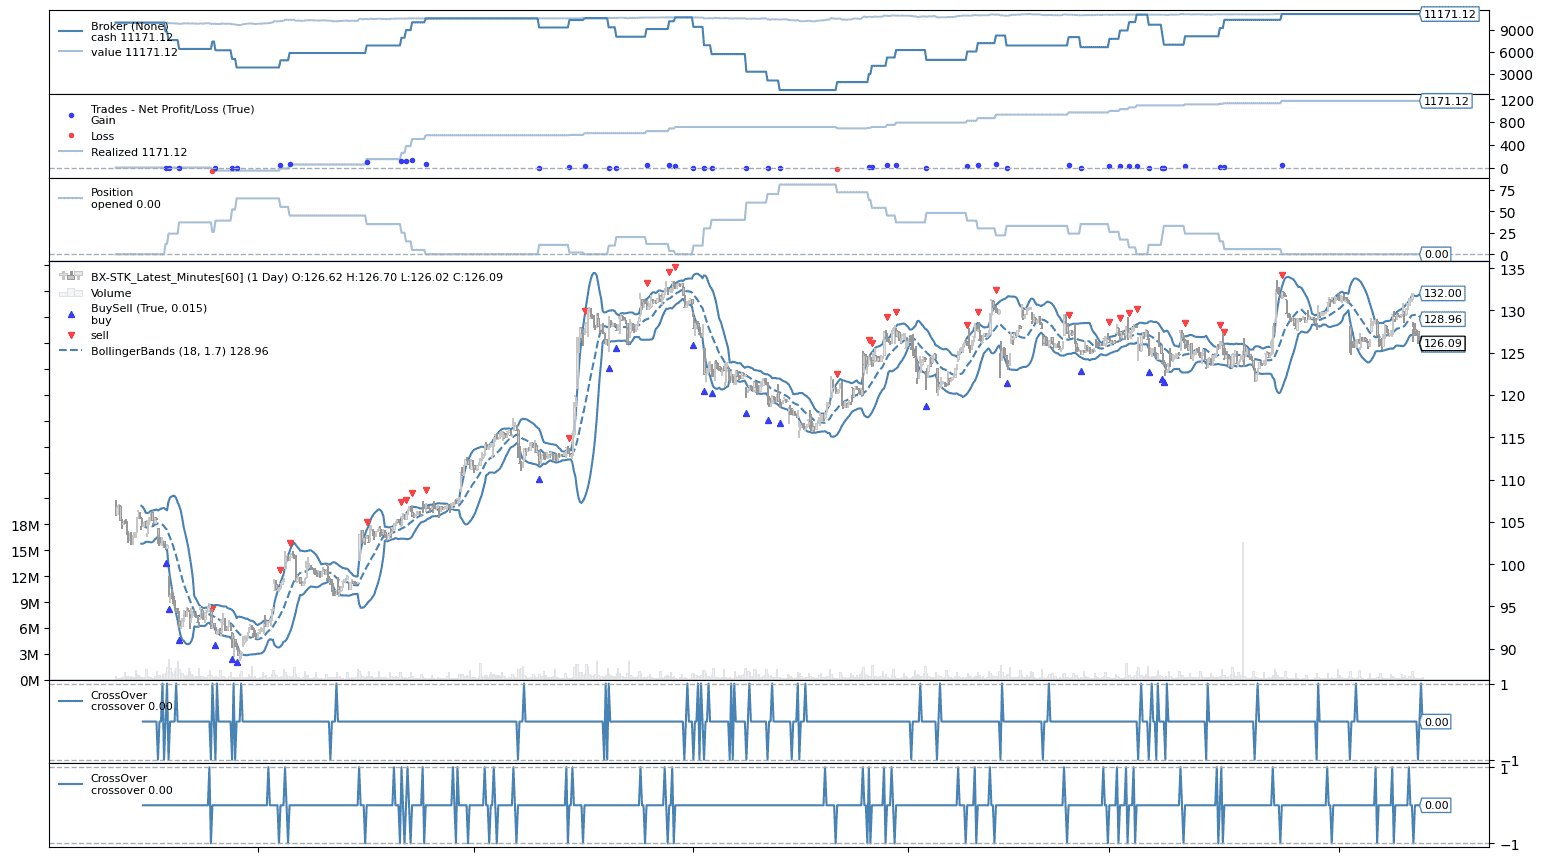 Broker (None)
cash 11171.12
value 11171.12
11171.12
9000
6000
3000
Trades - Net Profit/Loss (True)
Gain
Loss
Realized 1171.12
1171.12
1200
800
400
0
Position
opened 0.00
75
50
25
0
0.00
BX-STK_Latest_Minutes[60] (1 Day) O:126.62 H:126.70 L:126.02 C:126.09
Volume
BuySell (True, 0.015)
buy
sell
BollingerBands (18, 1.7) 128.96
135
130
125
120
115
110
105
100
95
90
132.00
128.96
126.09
18M
15M
12M
9M
6M
3M
0M
CrossOver
crossover 0.00
1
0.00
−1
CrossOver
crossover 0.00
1
0.00
−1